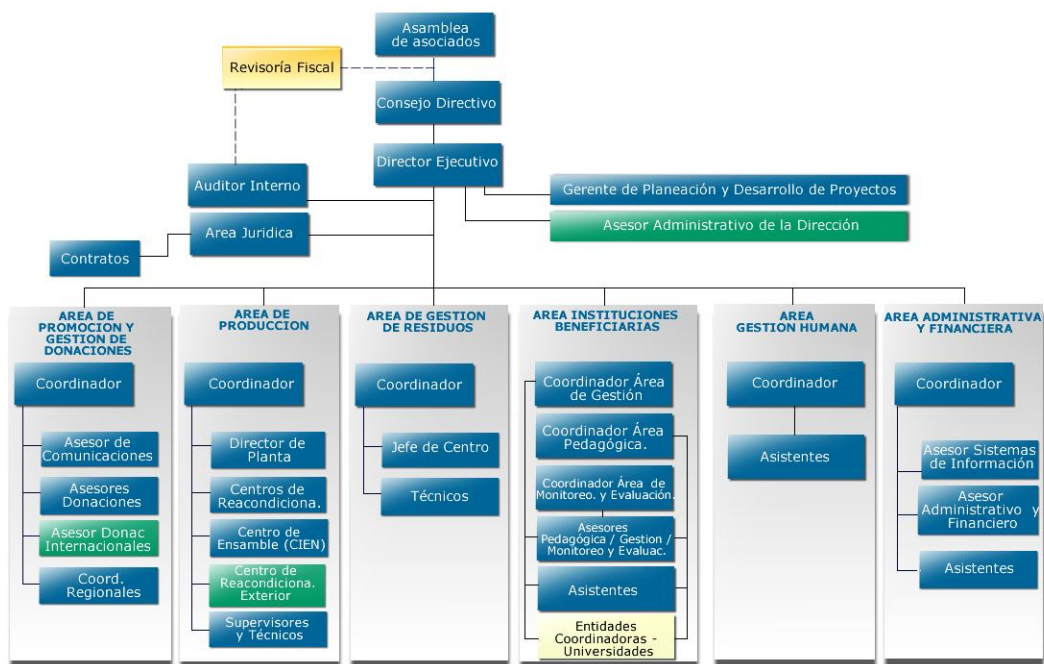 Asamblea
de asociados
Revisoría Fiscal
Consejo Directivo
Director Ejecutivo
Auditor Interno
Gerente de Planeación y Desarrollo de Proyectos
Area Juridica
Asesor Administrativo de la Dirección
Contratos
AREA DE
PROMOCION Y
GESTION DE
DONACIONES
Coordinador
Asesor de
Comunicaciones
Asesores
Donaciones
Asesor Donac
Internacionales
Coord.
Regionales
AREA DE
PRODUCCION
Coordinador
Director de
Planta
Centros de
Reacondiciona.
Centro de
Ensamble (CIEN)
Centro de
Reacondiciona.
Exterior
Supervisores
y Técnicos
AREA DE GESTION
DE RESIDUOS
Coordinador
Jefe de Centro
Técnicos
AREA INSTITUCIONES
BENEFICIARIAS
Coordinador Área
de Gestión
Coordinador Área
Pedagógica.
Coordinador Área de
Monitoreo. y Evaluación.
Asesores
Pedagógica / Gestion /
Monitoreo y Evaluac.
Asistentes
Entidades
Coordinadoras -
Universidades
AREA
GESTION HUMANA
Coordinador
Asistentes
AREA ADMINISTRATIVA
Y FINANCIERA
Coordinador
Asesor Sistemas
de Información
Asesor
Administrativo y
Financiero
Asistentes